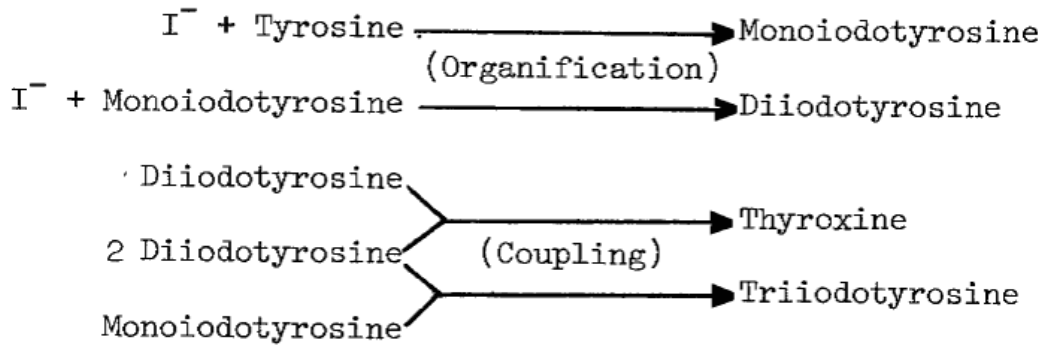 I⁻ + Tyrosine Monoiodotyrosine
(Organification)
I⁻ + Monoiodotyrosine Diiodotyrosine
Diiodotyrosine
Thyroxine
2 Diiodotyrosine (Coupling)
Triiodotyrosine
Monoiodotyrosine